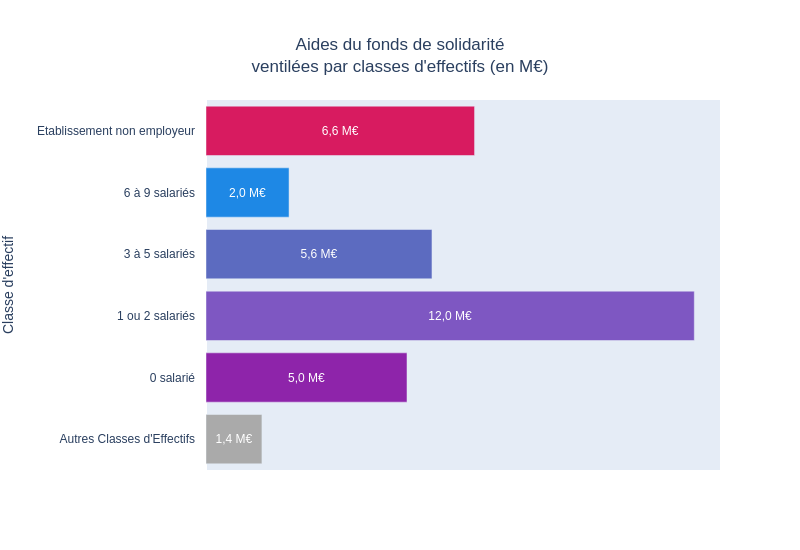 Aides du fonds de solidarité
ventilées par classes d'effectifs (en M€)
Classe d'effectif
Etablissement non employeur
6,6 M€
6 à 9 salariés
2,0 M€
3 à 5 salariés
5,6 M€
1 ou 2 salariés
12,0 M€
0 salarié
5,0 M€
Autres Classes d'Effectifs
1,4 M€